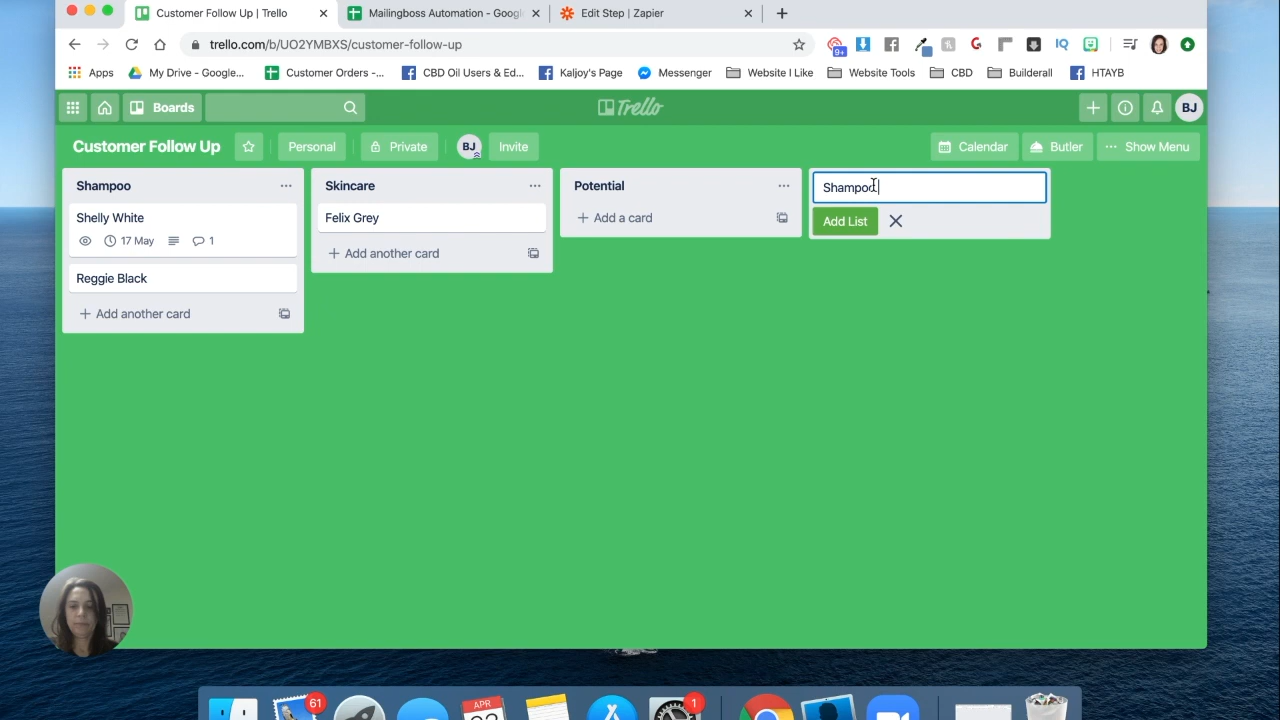 Customer Follow Up | Trello
Mailingboss Automation - Google
Edit Step | Zapier
trello.com/b/UO2YMBXS/customer-follow-up
9+
Apps
My Drive - Google...
Customer Orders -...
CBD Oil Users & Ed...
Kaljoy's Page
Messenger
Website I Like
Website Tools
CBD
Builderall
HTAYB
Boards
Trello
BJ
Customer Follow Up
Personal
Private
BJ
Invite
Calendar
Butler
Show Menu
Shampoo
Shelly White
17 May
1
Reggie Black
+ Add another card
Skincare
Felix Grey
+ Add another card
Potential
+ Add a card
Shampoo
Add List
61
APR
1